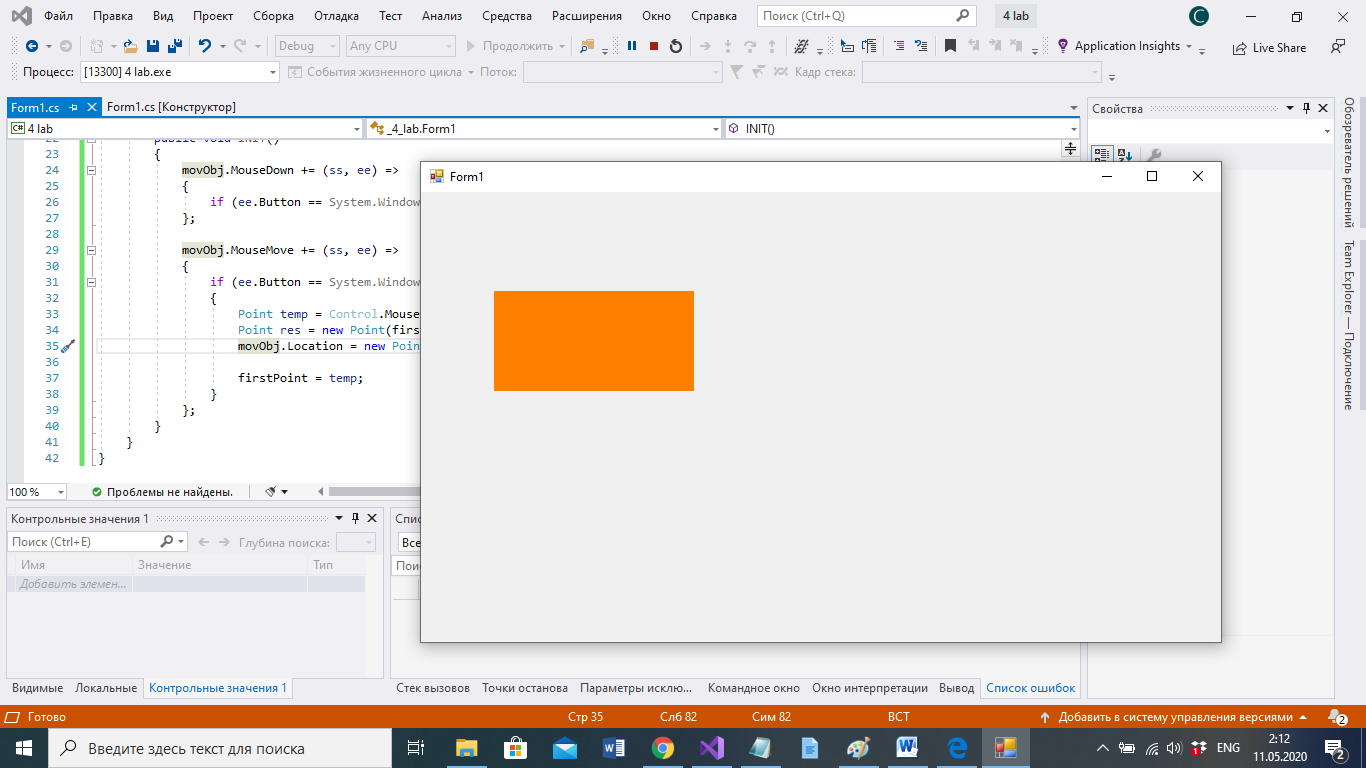 Файл Правка Вид Проект Сборка Отладка Тест Анализ Средства Расширения Окно Справка Поиск (Ctrl+Q) 4 lab C
Debug Any CPU Продолжить Application Insights Live Share
Процесс: [13300] 4 lab.exe События жизненного цикла Поток: Кадр стека:
Form1.cs Form1.cs [Конструктор]
4 lab _4_lab.Form1 INIT()
22 public void INIT()
23 {
24 movObj.MouseDown += (ss, ee) =>
25 {
26 if (ee.Button == System.Window
27 };
28
29 movObj.MouseMove += (ss, ee) =>
30 {
31 if (ee.Button == System.Window
32 {
33 Point temp = Control.Mouse
34 Point res = new Point(firs
35 movObj.Location = new Poin
36
37 firstPoint = temp;
38 }
39 };
40 }
41 }
42 }
100 % Проблемы не найдены.
Form1
Свойства
Обозреватель решений
Team Explorer — Подключение
Контрольные значения 1
Поиск (Ctrl+E) Глубина поиска:
Имя Значение Тип
Добавить элемен...
Спис
Все
Пои
Видимые Локальные Контрольные значения 1 Стек вызовов Точки останова Параметры исклю... Командное окно Окно интерпретации Вывод Список ошибок
Готово Стр 35 Слб 82 Сим 82 ВСТ Добавить в систему управления версиями 2
Введите здесь текст для поиска ENG 2:12
11.05.2020 2